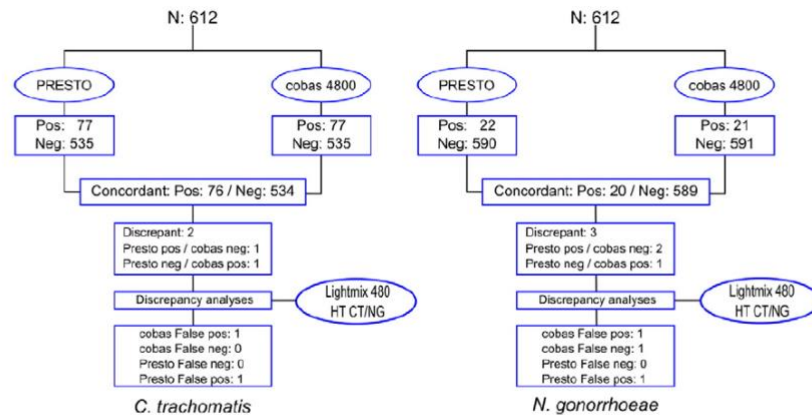 N: 612
PRESTO
cobas 4800
Pos: 77
Neg: 535
Pos: 77
Neg: 535
Concordant: Pos: 76 / Neg: 534
Discrepant: 2
Presto pos / cobas neg: 1
Presto neg / cobas pos: 1
Discrepancy analyses
Lightmix 480
HT CT/NG
cobas False pos: 1
cobas False neg: 0
Presto False neg: 0
Presto False pos: 1
C. trachomatis
N: 612
PRESTO
cobas 4800
Pos: 22
Neg: 590
Pos: 21
Neg: 591
Concordant: Pos: 20 / Neg: 589
Discrepant: 3
Presto pos / cobas neg: 2
Presto neg / cobas pos: 1
Discrepancy analyses
Lightmix 480
HT CT/NG
cobas False pos: 1
cobas False neg: 1
Presto False neg: 0
Presto False pos: 1
N. gonorrhoeae